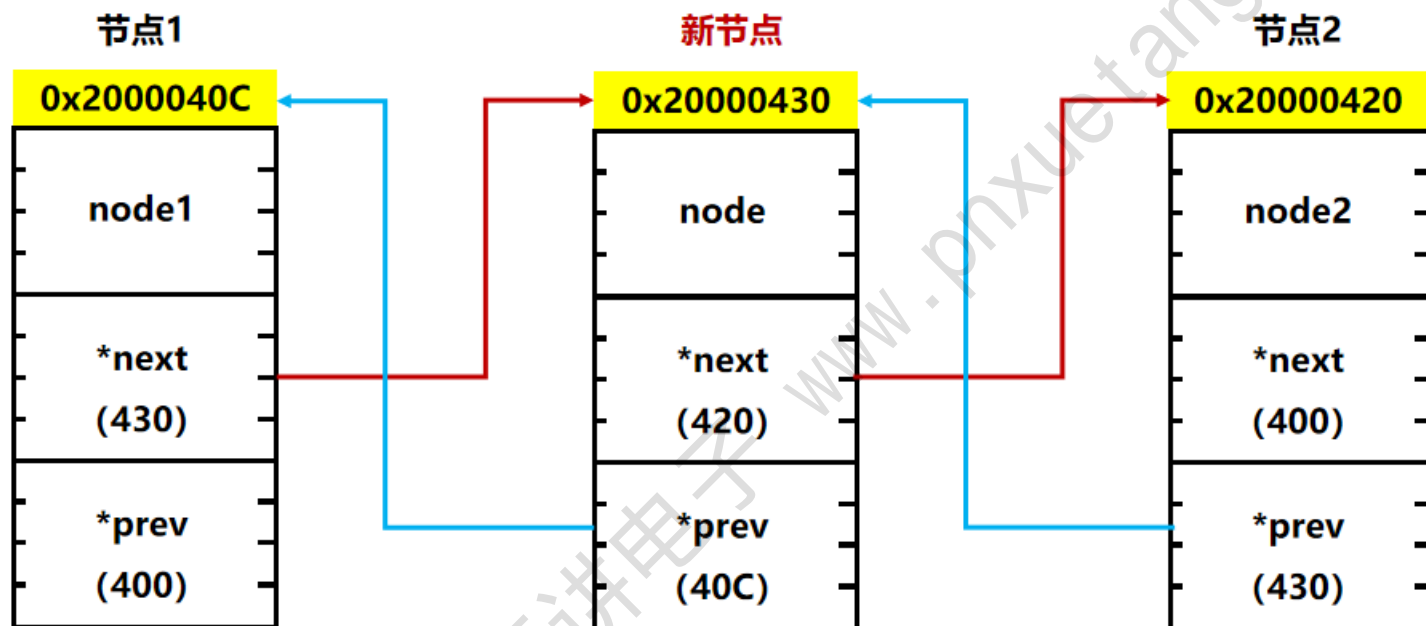 节点1
新节点
节点2
0x2000040C
0x20000430
0x20000420
node1
node
node2
*next
(430)
*next
(420)
*next
(400)
*prev
(400)
*prev
(40C)
*prev
(430)
讲电子 www.pnxuetang